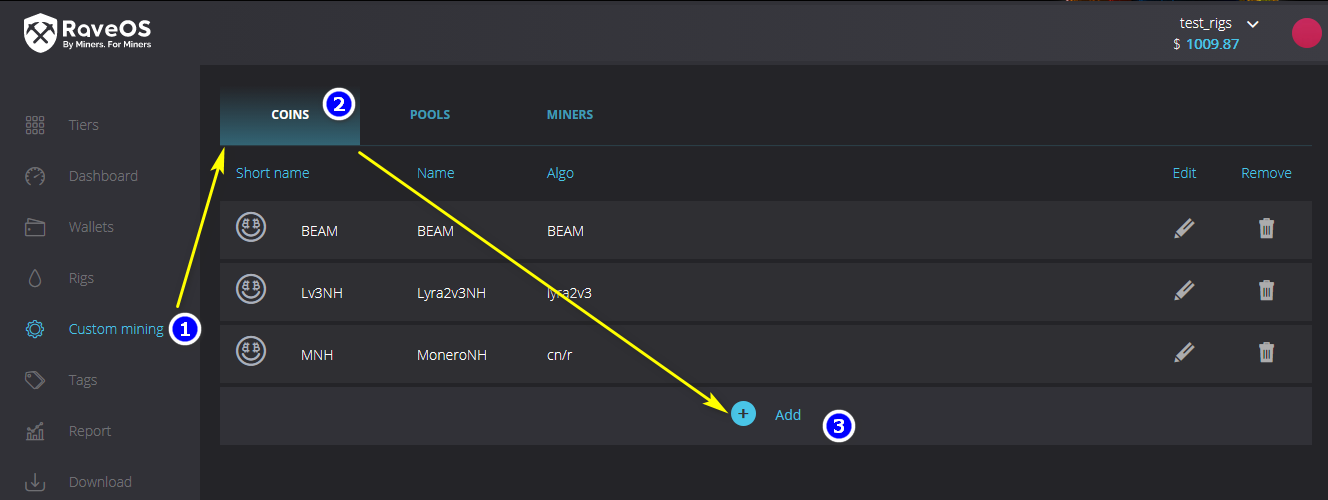 RaveOS
By Miners. For Miners
test_rigs
$ 1009.87
Tiers
Dashboard
Wallets
Rigs
Custom mining 1
Tags
Report
Download
COINS 2 POOLS MINERS
Short name Name Algo Edit Remove
BEAM BEAM BEAM
Lv3NH Lyra2v3NH lyra2v3
MNH MoneroNH cn/r
+ Add 3